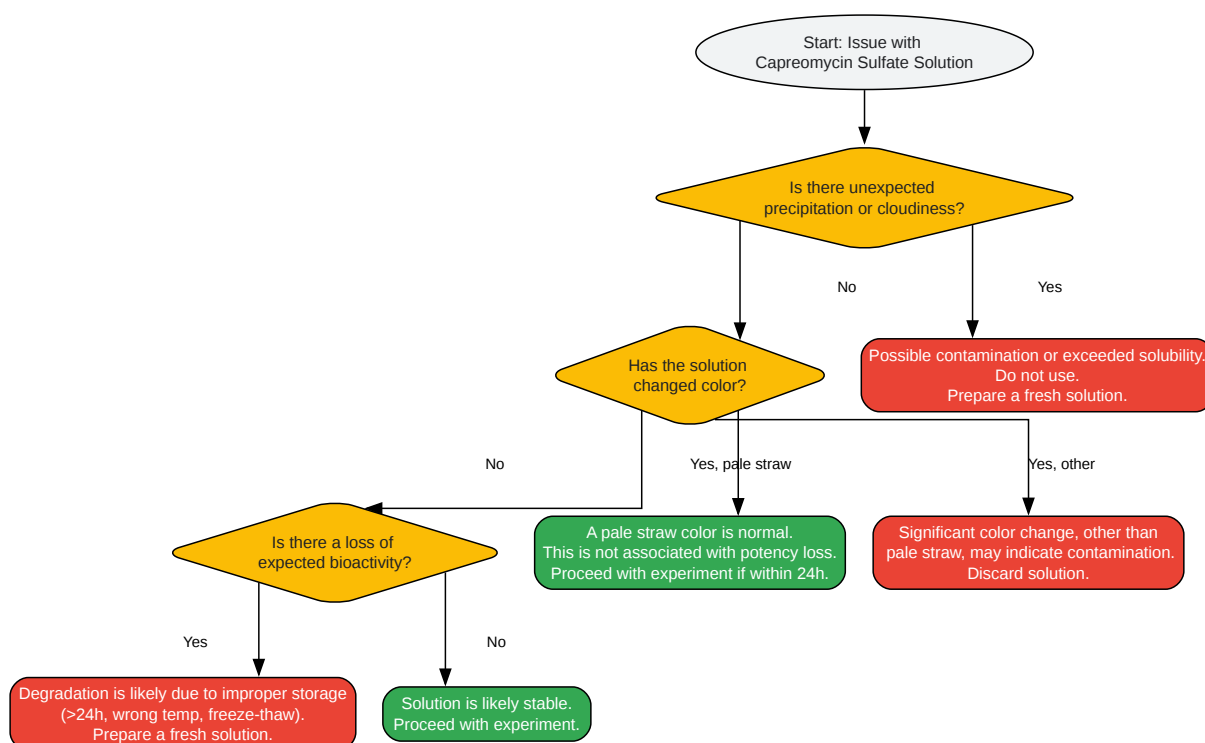 Start: Issue with
Capreomycin Sulfate Solution
Is there unexpected
precipitation or cloudiness?
No
Yes
Possible contamination or exceeded solubility.
Do not use.
Prepare a fresh solution.
Has the solution
changed color?
No
Yes, pale straw
Yes, other
A pale straw color is normal.
This is not associated with potency loss.
Proceed with experiment if within 24h.
Significant color change, other than
pale straw, may indicate contamination.
Discard solution.
Is there a loss of
expected bioactivity?
Yes
No
Degradation is likely due to improper storage
(>24h, wrong temp, freeze-thaw).
Prepare a fresh solution.
Solution is likely stable.
Proceed with experiment.